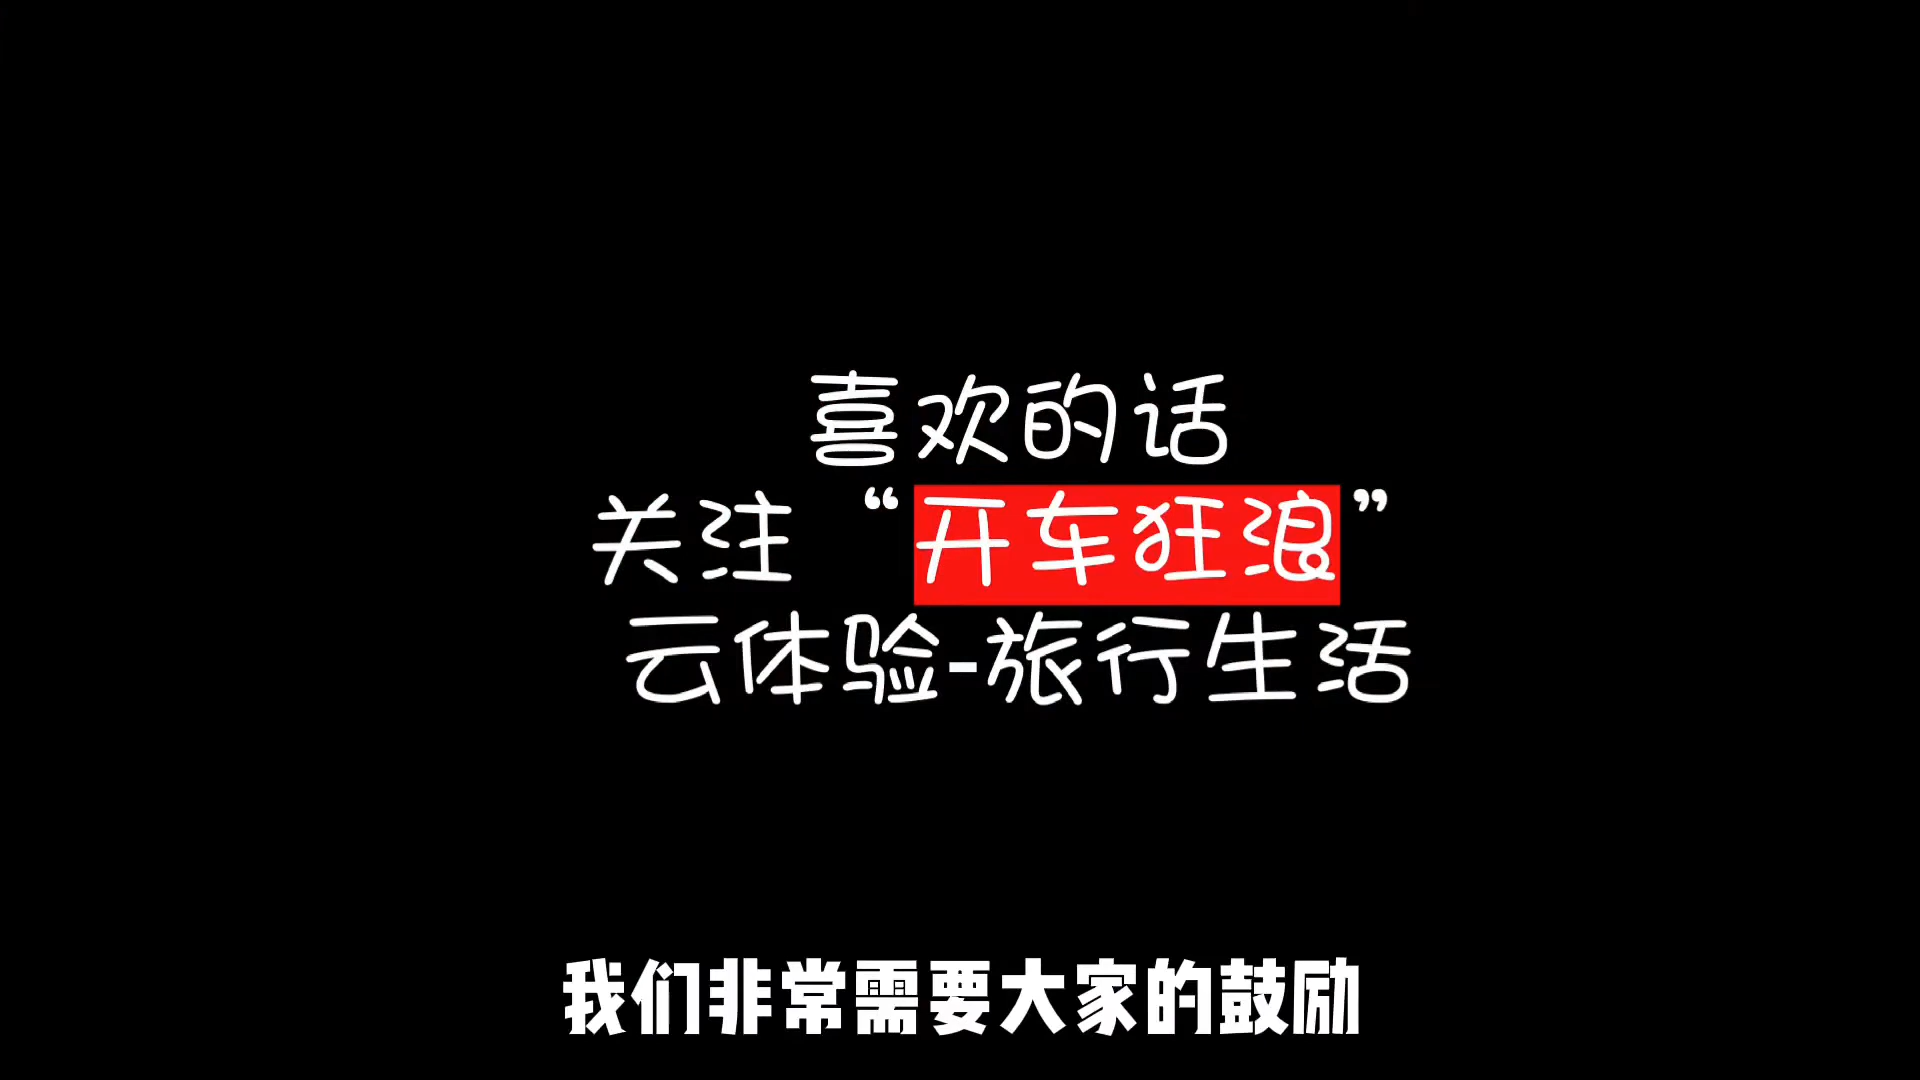 喜欢的话
关注“开车狂浪”
云体验-旅行生活
我们非常需要大家的鼓励